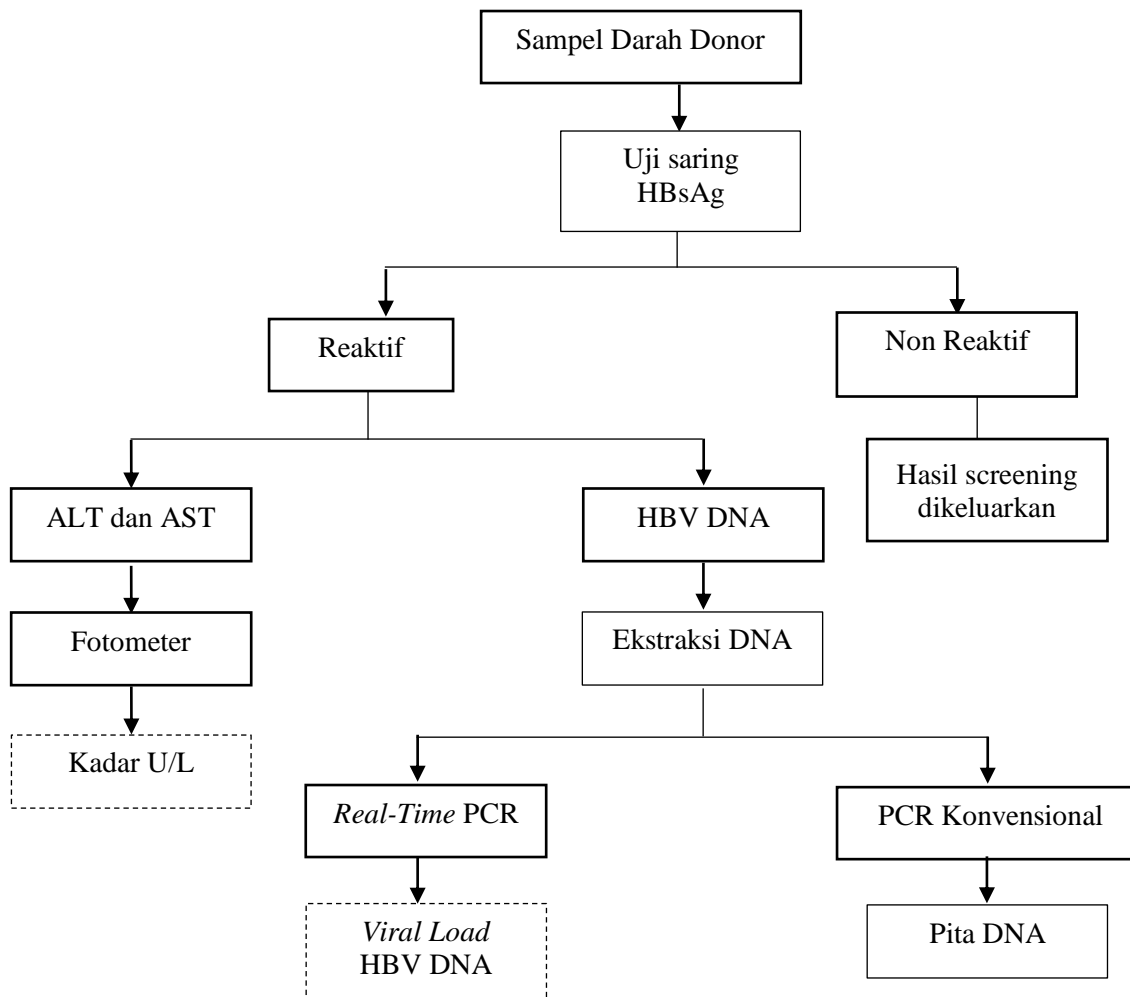 Sampel Darah Donor
Uji saring
HBsAg
Reaktif
Non Reaktif
ALT dan AST
HBV DNA
Hasil screening
dikeluarkan
Fotometer
Ekstraksi DNA
Kadar U/L
Real-Time PCR
PCR Konvensional
Viral Load
HBV DNA
Pita DNA